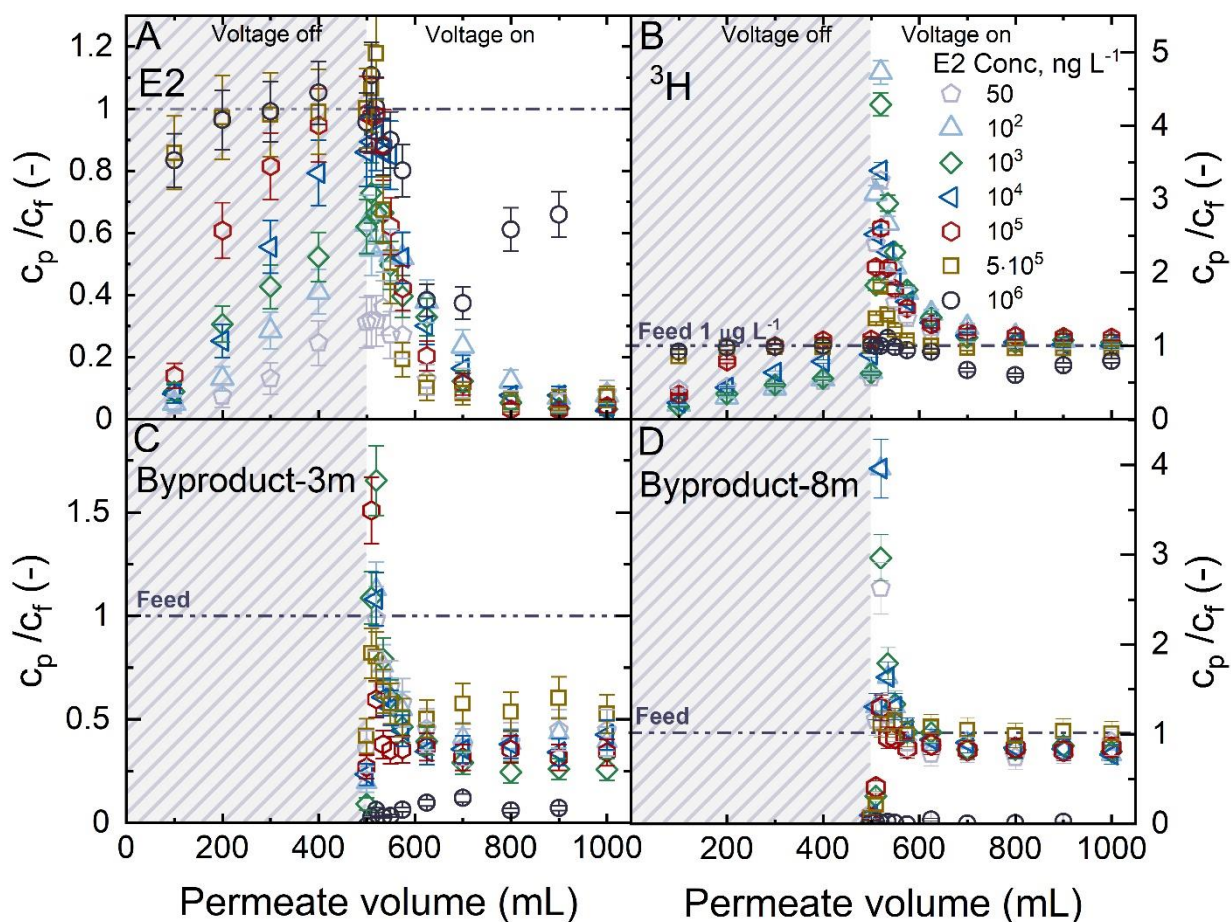 A
Voltage off
Voltage on
E2
1.2
1
0.8
0.6
0.4
0.2
0
c_p /c_f (-)
B
Voltage off
Voltage on
³H
E2 Conc, ng L⁻¹
50
10²
10³
10⁴
10⁵
5·10⁵
10⁶
Feed 1 µg L⁻¹
5
4
3
2
1
0
c_p /c_f (-)
C
Byproduct-3m
Feed
1.5
1
0.5
0
c_p /c_f (-)
0
200
400
600
800
1000
Permeate volume (mL)
D
Byproduct-8m
Feed
4
3
2
1
0
c_p /c_f (-)
200
400
600
800
1000
Permeate volume (mL)